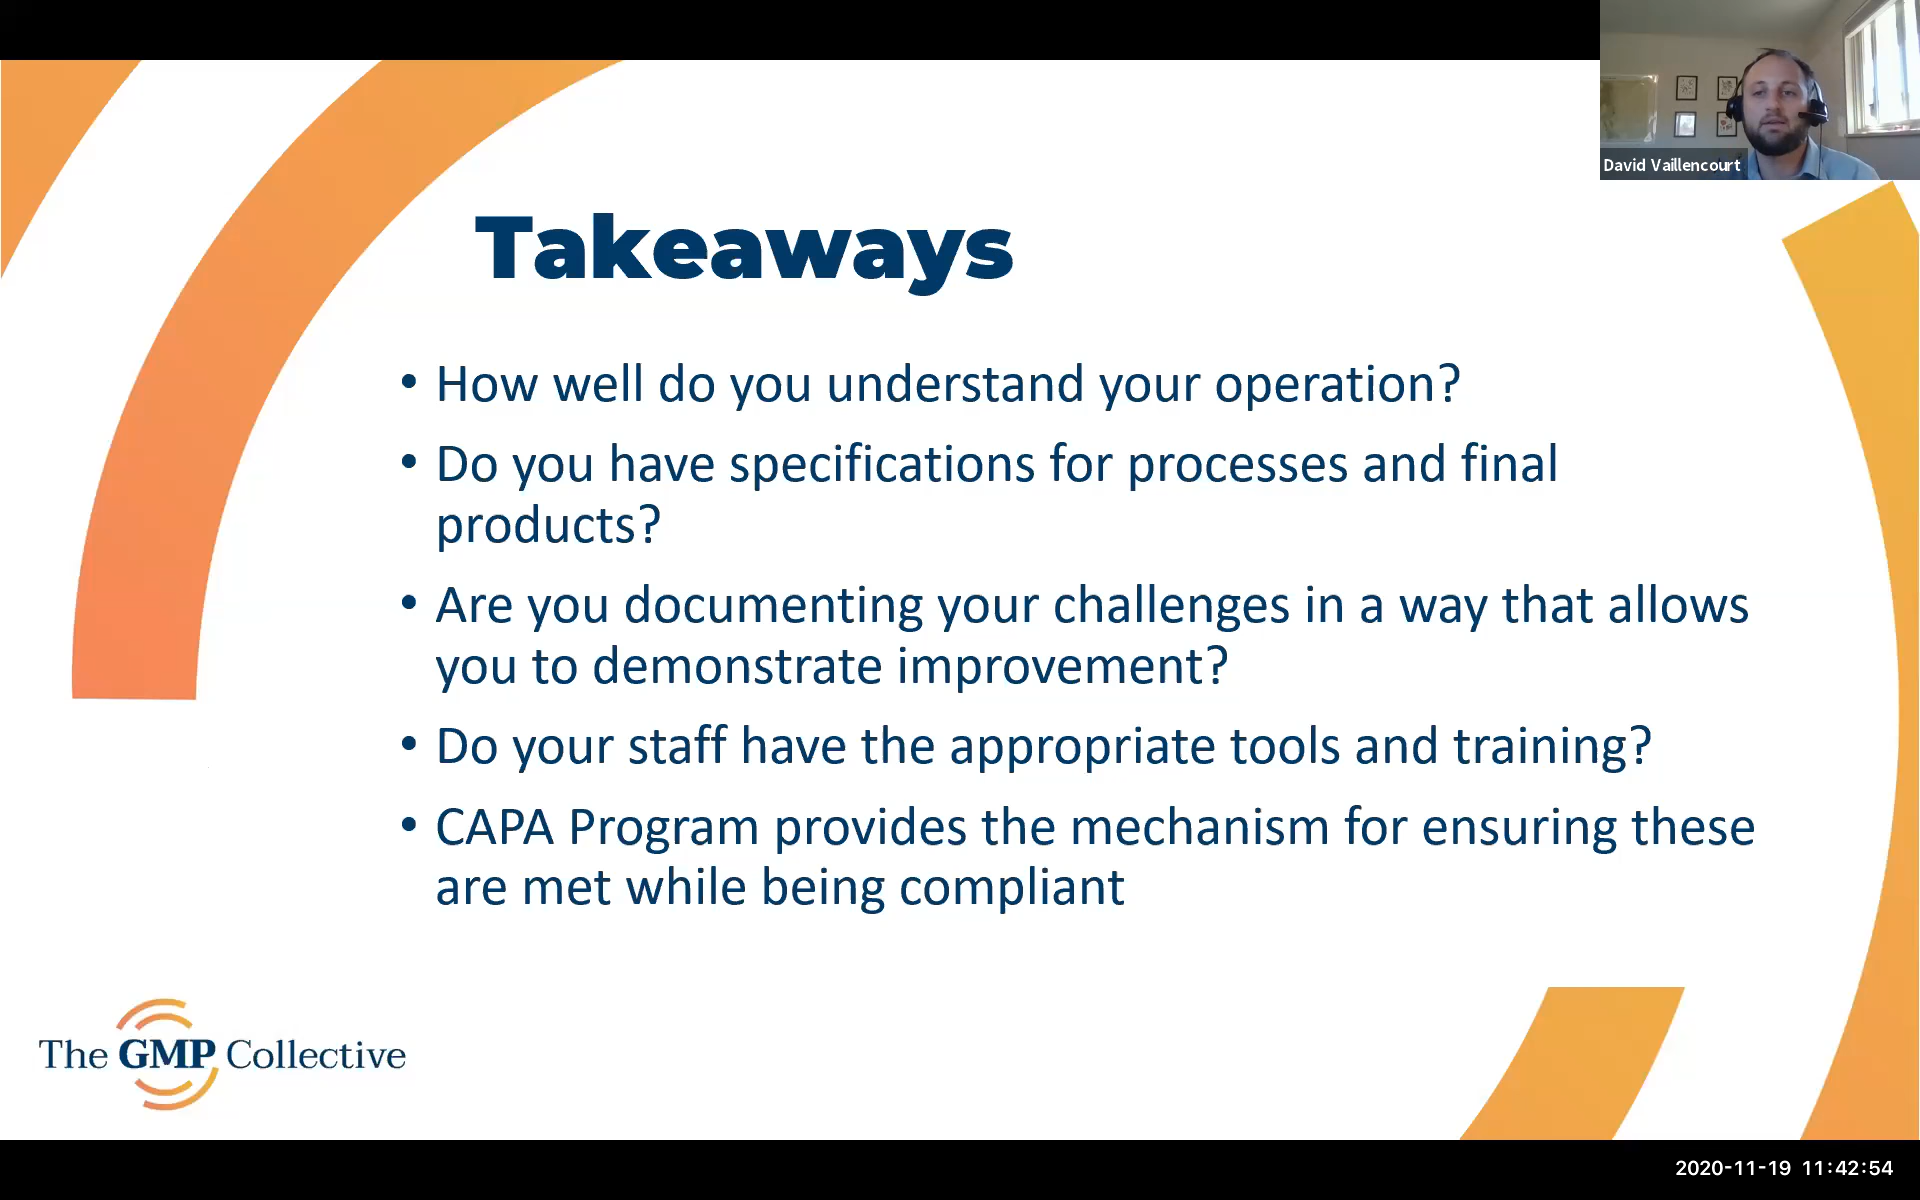 David Vaillencourt
Takeaways
• How well do you understand your operation?
• Do you have specifications for processes and final
products?
• Are you documenting your challenges in a way that allows
you to demonstrate improvement?
• Do your staff have the appropriate tools and training?
• CAPA Program provides the mechanism for ensuring these
are met while being compliant
The GMP Collective
2020-11-19 11:42:54